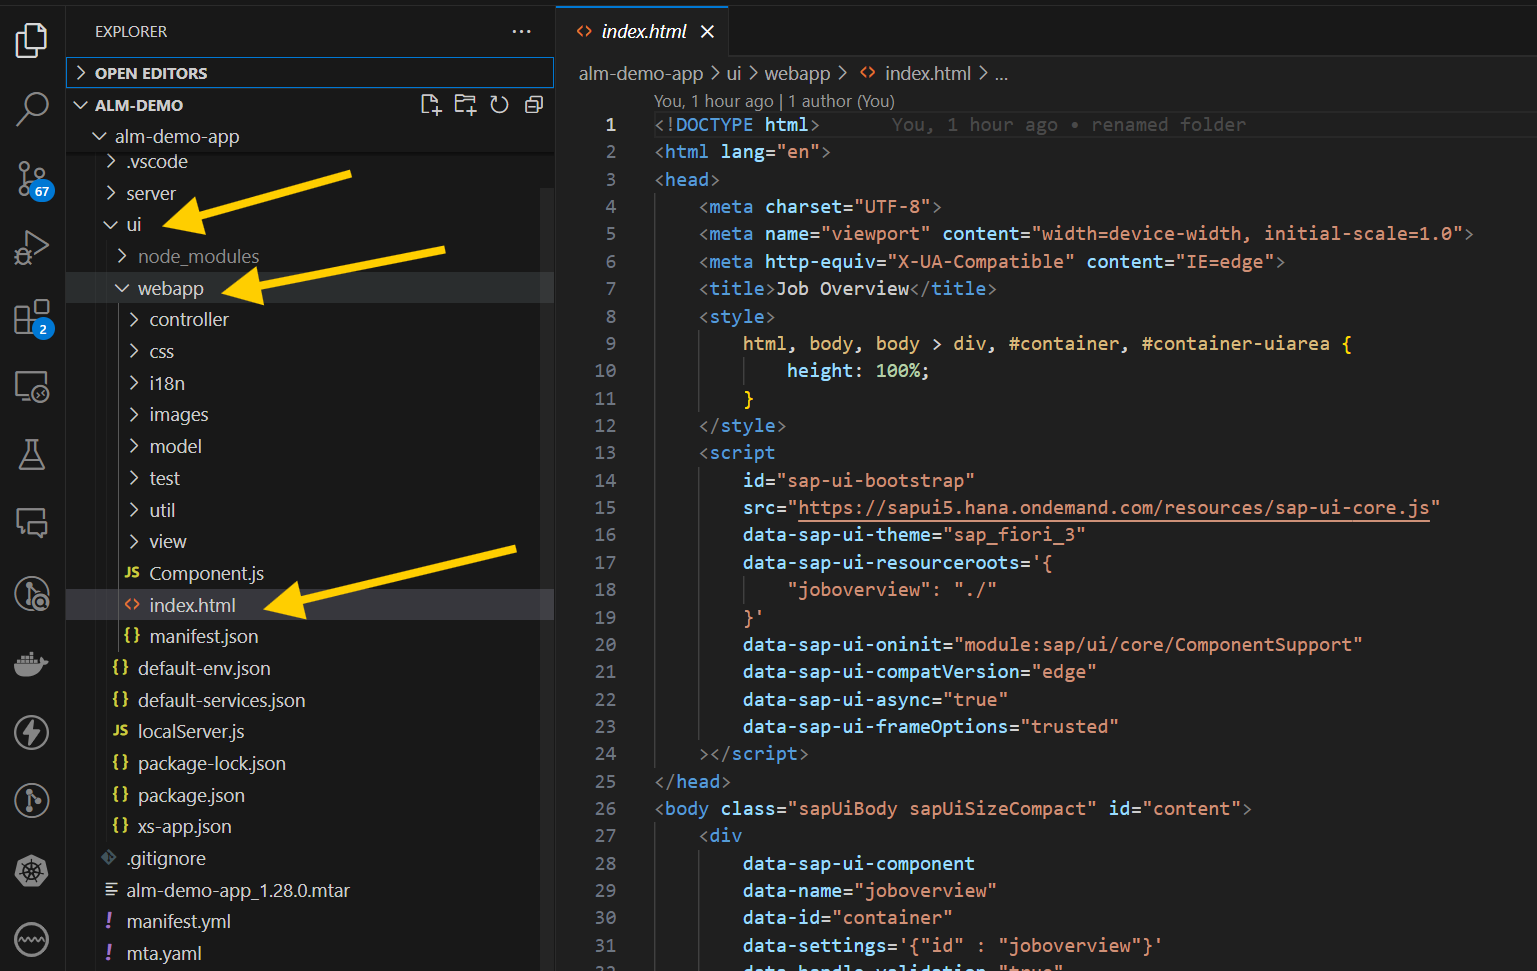 EXPLORER
...
OPEN EDITORS
ALM-DEMO
alm-demo-app
.vscode
server
ui
node_modules
webapp
controller
css
i18n
images
model
test
util
view
JS Component.js
<> index.html
{} manifest.json
{} default-env.json
{} default-services.json
JS localServer.js
{} package-lock.json
{} package.json
{} xs-app.json
.gitignore
alm-demo-app_1.28.0.mtar
! manifest.yml
! mta.yaml
67
2
<> index.html ×
alm-demo-app > ui > webapp > <> index.html > ...
You, 1 hour ago | 1 author (You)
1 <!DOCTYPE html> You, 1 hour ago • renamed folder
2 <html lang="en">
3 <head>
4 <meta charset="UTF-8">
5 <meta name="viewport" content="width=device-width, initial-scale=1.0">
6 <meta http-equiv="X-UA-Compatible" content="IE=edge">
7 <title>Job Overview</title>
8 <style>
9 html, body, body > div, #container, #container-uiarea {
10 height: 100%;
11 }
12 </style>
13 <script
14 id="sap-ui-bootstrap"
15 src="https://sapui5.hana.ondemand.com/resources/sap-ui-core.js"
16 data-sap-ui-theme="sap_fiori_3"
17 data-sap-ui-resourceroots='{
18 "joboverview": "./"
19 }'
20 data-sap-ui-oninit="module:sap/ui/core/ComponentSupport"
21 data-sap-ui-compatVersion="edge"
22 data-sap-ui-async="true"
23 data-sap-ui-frameOptions="trusted"
24 ></script>
25 </head>
26 <body class="sapUiBody sapUiSizeCompact" id="content">
27 <div
28 data-sap-ui-component
29 data-name="joboverview"
30 data-id="container"
31 data-settings='{"id" : "joboverview"}'
32 data-handle-validation="true"